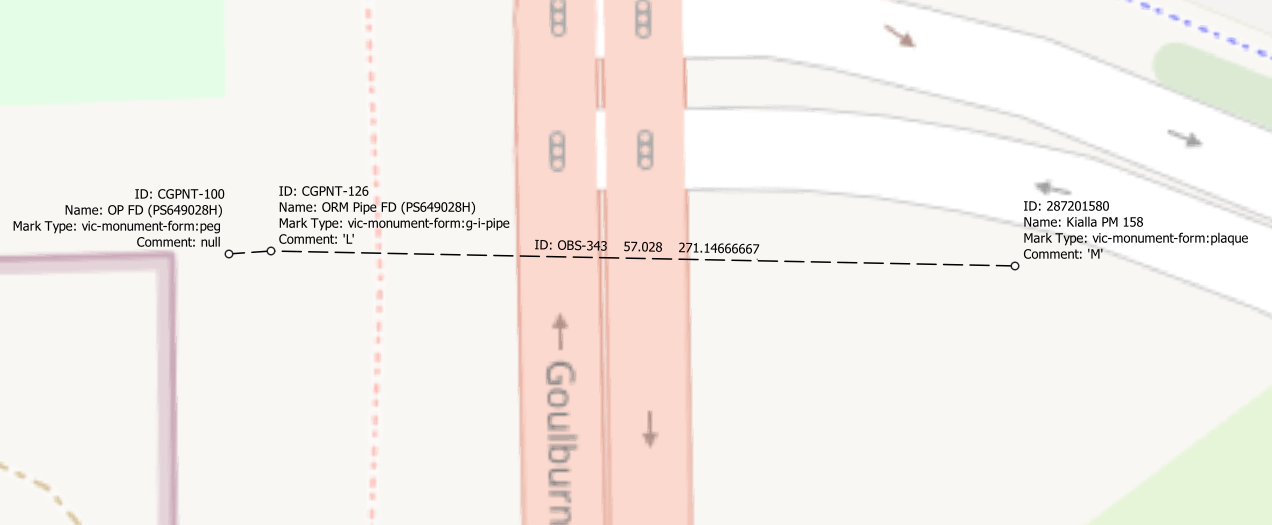 ID: CGPNT-100
Name: OP FD (PS649028H)
Mark Type: vic-monument-form:peg
Comment: null
ID: CGPNT-126
Name: ORM Pipe FD (PS649028H)
Mark Type: vic-monument-form:g-i-pipe
Comment: 'L'
ID: OBS-343 57.028 271.14666667
ID: 287201580
Name: Kialla PM 158
Mark Type: vic-monument-form:plaque
Comment: 'M'
Goulburn